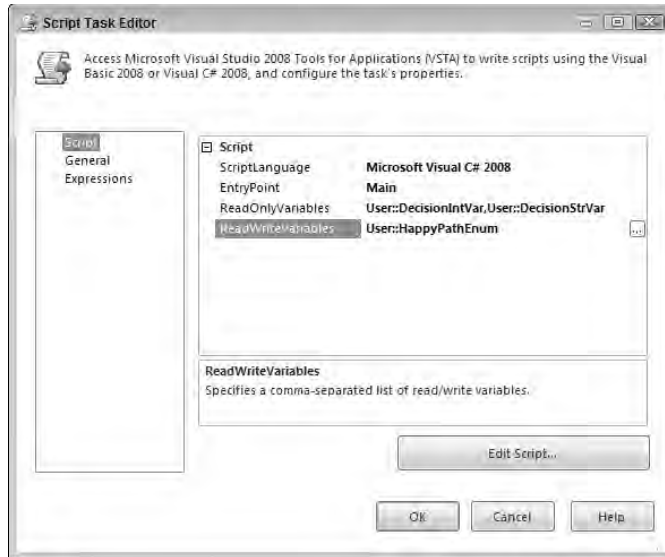 Script Task Editor
Access Microsoft Visual Studio 2008 Tools for Applications (VSTA) to write scripts using the Visual
Basic 2008 or Visual C# 2008, and configure the task's properties.
Script
General
Expressions
Script
ScriptLanguage Microsoft Visual C# 2008
EntryPoint Main
ReadOnlyVariables User::DecisionIntVar,User::DecisionStrVar
ReadWriteVariables User::HappyPathEnum
...
ReadWriteVariables
Specifies a comma-separated list of read/write variables.
Edit Script...
OK Cancel Help